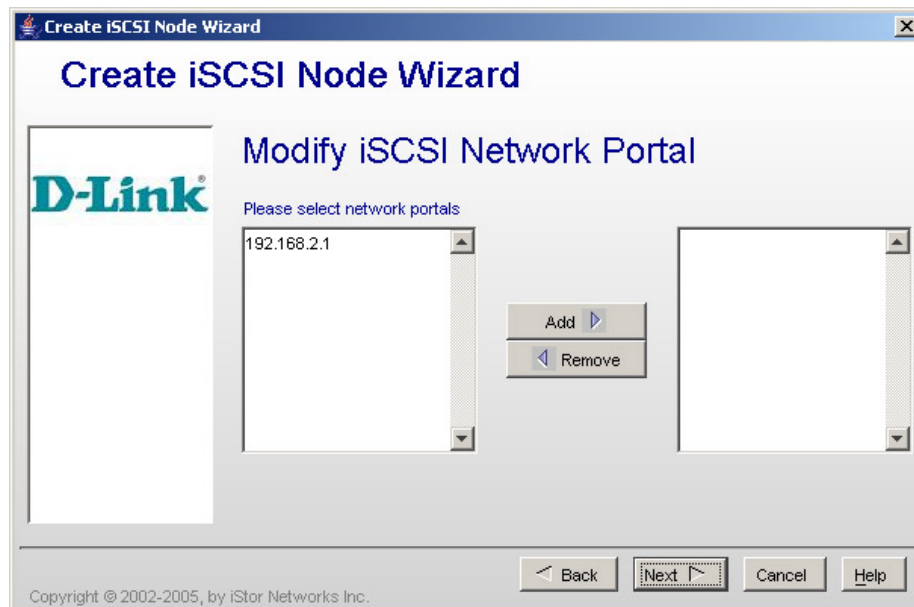 Create iSCSI Node Wizard
Create iSCSI Node Wizard
D-Link®
Modify iSCSI Network Portal
Please select network portals
192.168.2.1
Add
Remove
Back
Next
Cancel
Help
Copyright © 2002-2005, by iStor Networks Inc.